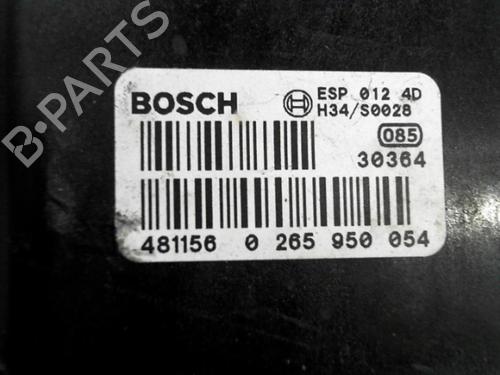 B-PARTS
BOSCH ESP 012 4D
H34/S0028
085
30364
481156 0 265 950 054